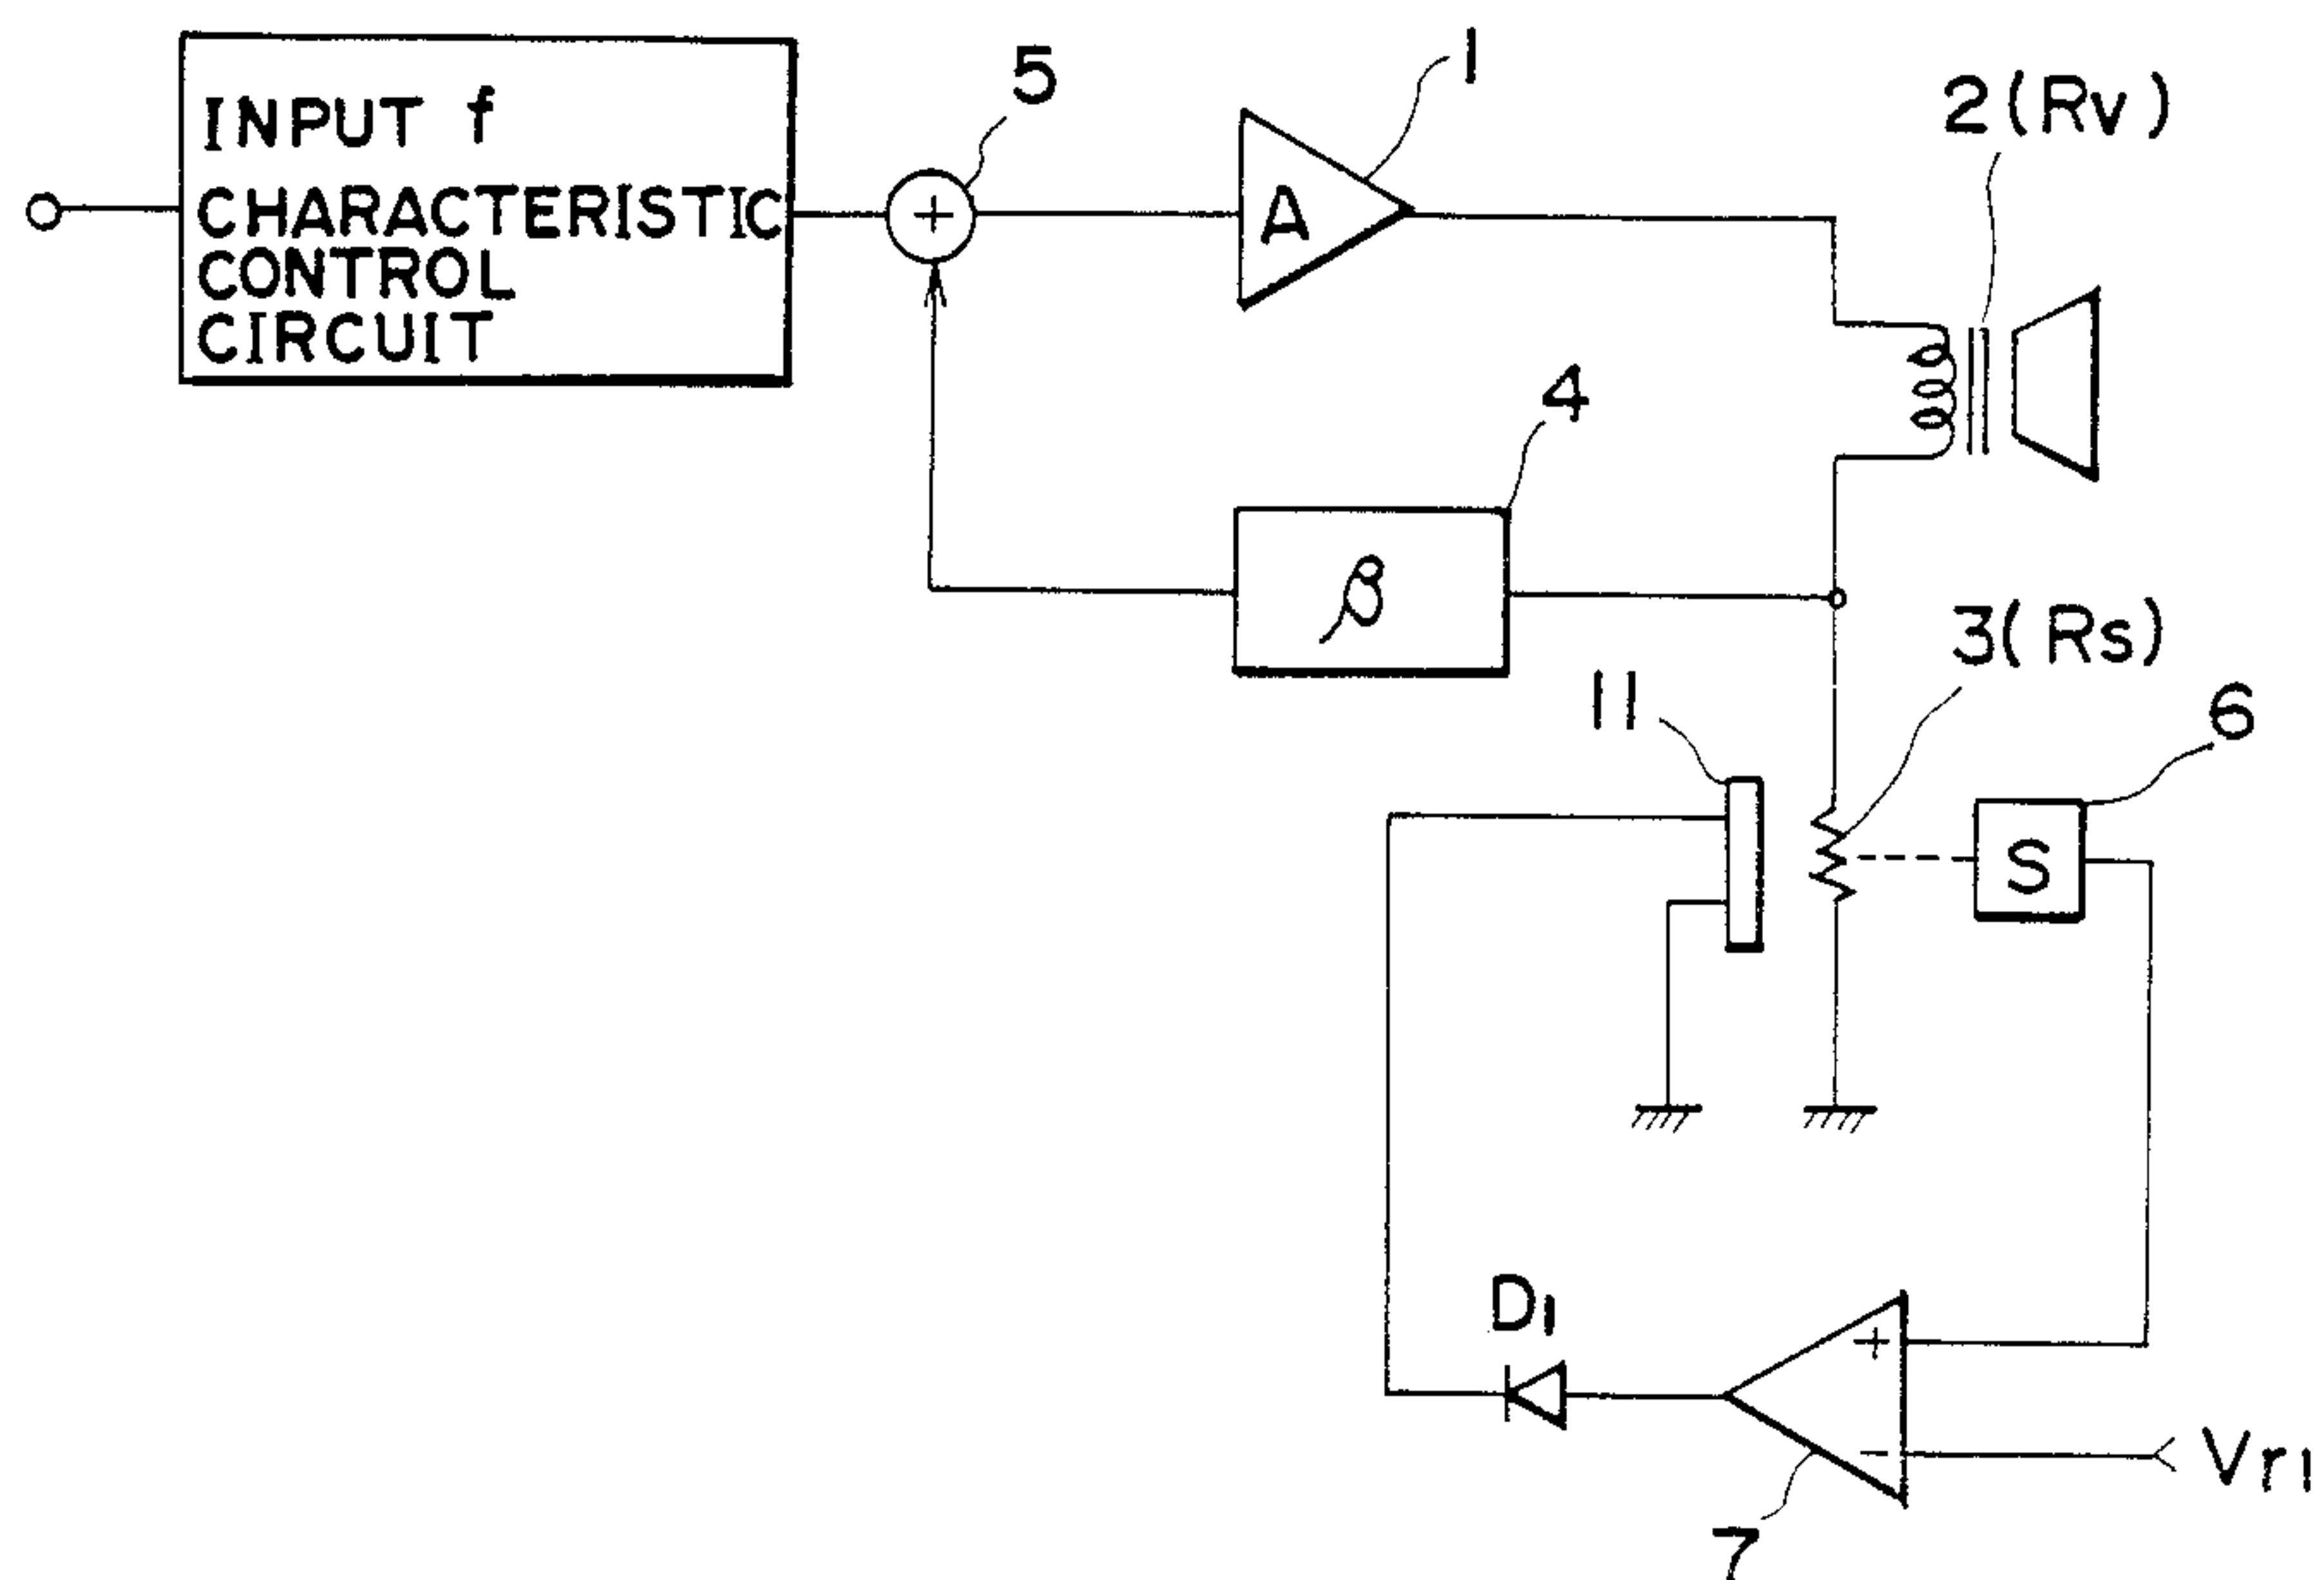 INPUT f
CHARACTERISTIC
CONTROL
CIRCUIT
5
+
1
A
2(Rv)
4
β
3(Rs)
11
6
S
D1
+
−
Vr1
7